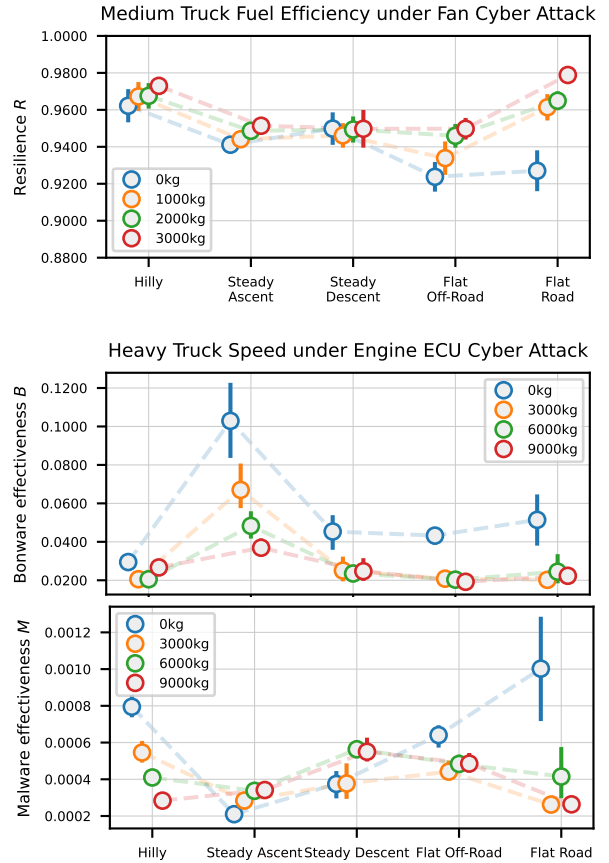 Medium Truck Fuel Efficiency under Fan Cyber Attack
Resilience R
1.0000
0.9800
0.9600
0.9400
0.9200
0.9000
0.8800
0kg
1000kg
2000kg
3000kg
Hilly
Steady
Ascent
Steady
Descent
Flat
Off-Road
Flat
Road
Heavy Truck Speed under Engine ECU Cyber Attack
Bonware effectiveness B
0.1200
0.1000
0.0800
0.0600
0.0400
0.0200
0kg
3000kg
6000kg
9000kg
Malware effectiveness M
0.0012
0.0010
0.0008
0.0006
0.0004
0.0002
0kg
3000kg
6000kg
9000kg
Hilly
Steady Ascent
Steady Descent
Flat Off-Road
Flat Road